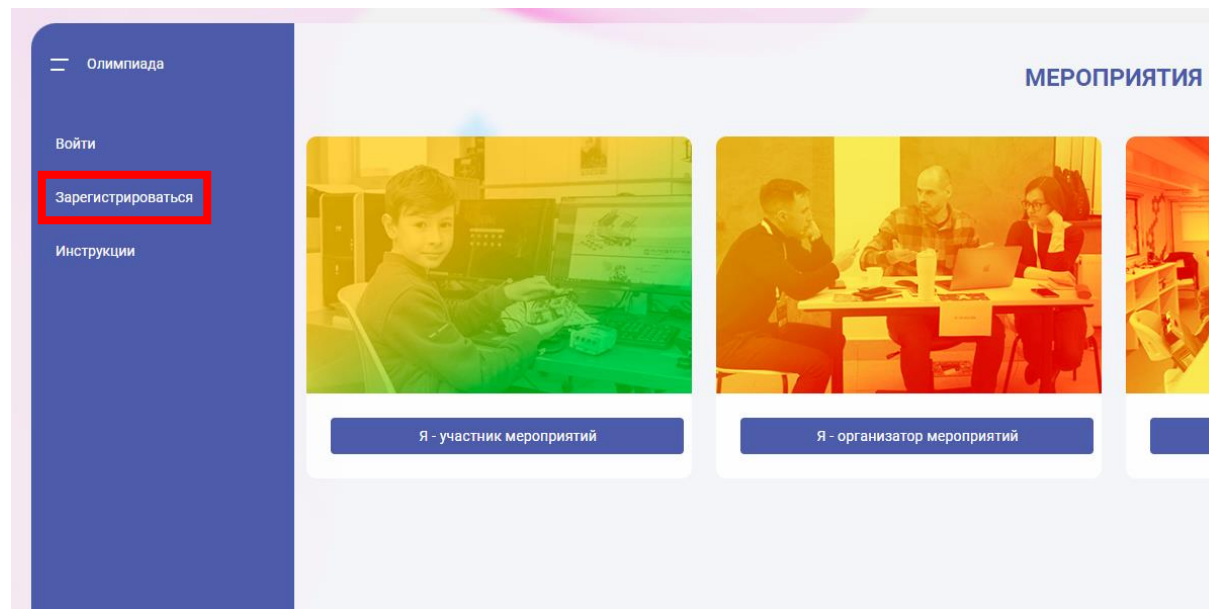 Олимпиада
МЕРОПРИЯТИЯ
Войти
Зарегистрироваться
Инструкции
Я - участник мероприятий
Я - организатор мероприятий